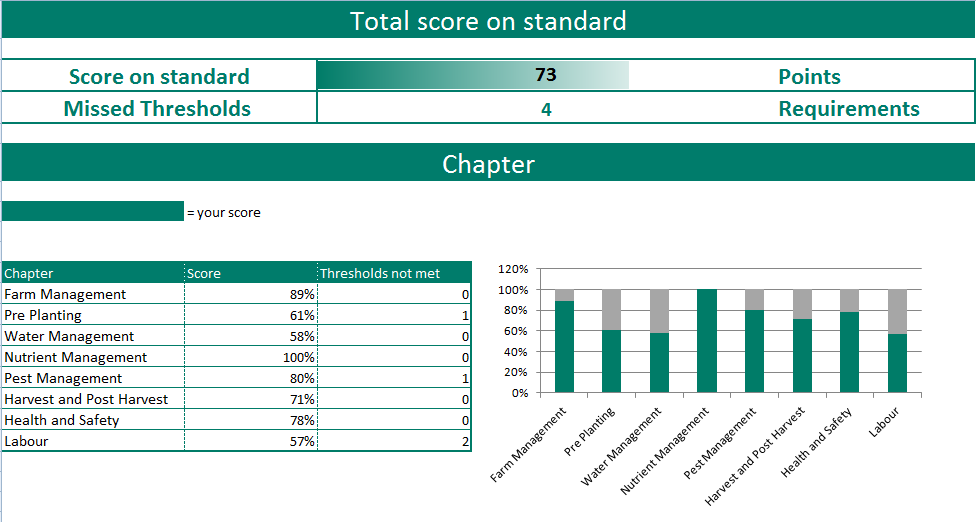 Total score on standard
Score on standard 73 Points
Missed Thresholds 4 Requirements
Chapter
= your score
Chapter Score Thresholds not met
Farm Management 89% 0
Pre Planting 61% 1
Water Management 58% 0
Nutrient Management 100% 0
Pest Management 80% 1
Harvest and Post Harvest 71% 0
Health and Safety 78% 0
Labour 57% 2
120%
100%
80%
60%
40%
20%
0%
Farm Management
Pre Planting
Water Management
Nutrient Management
Pest Management
Harvest and Post Harvest
Health and Safety
Labour